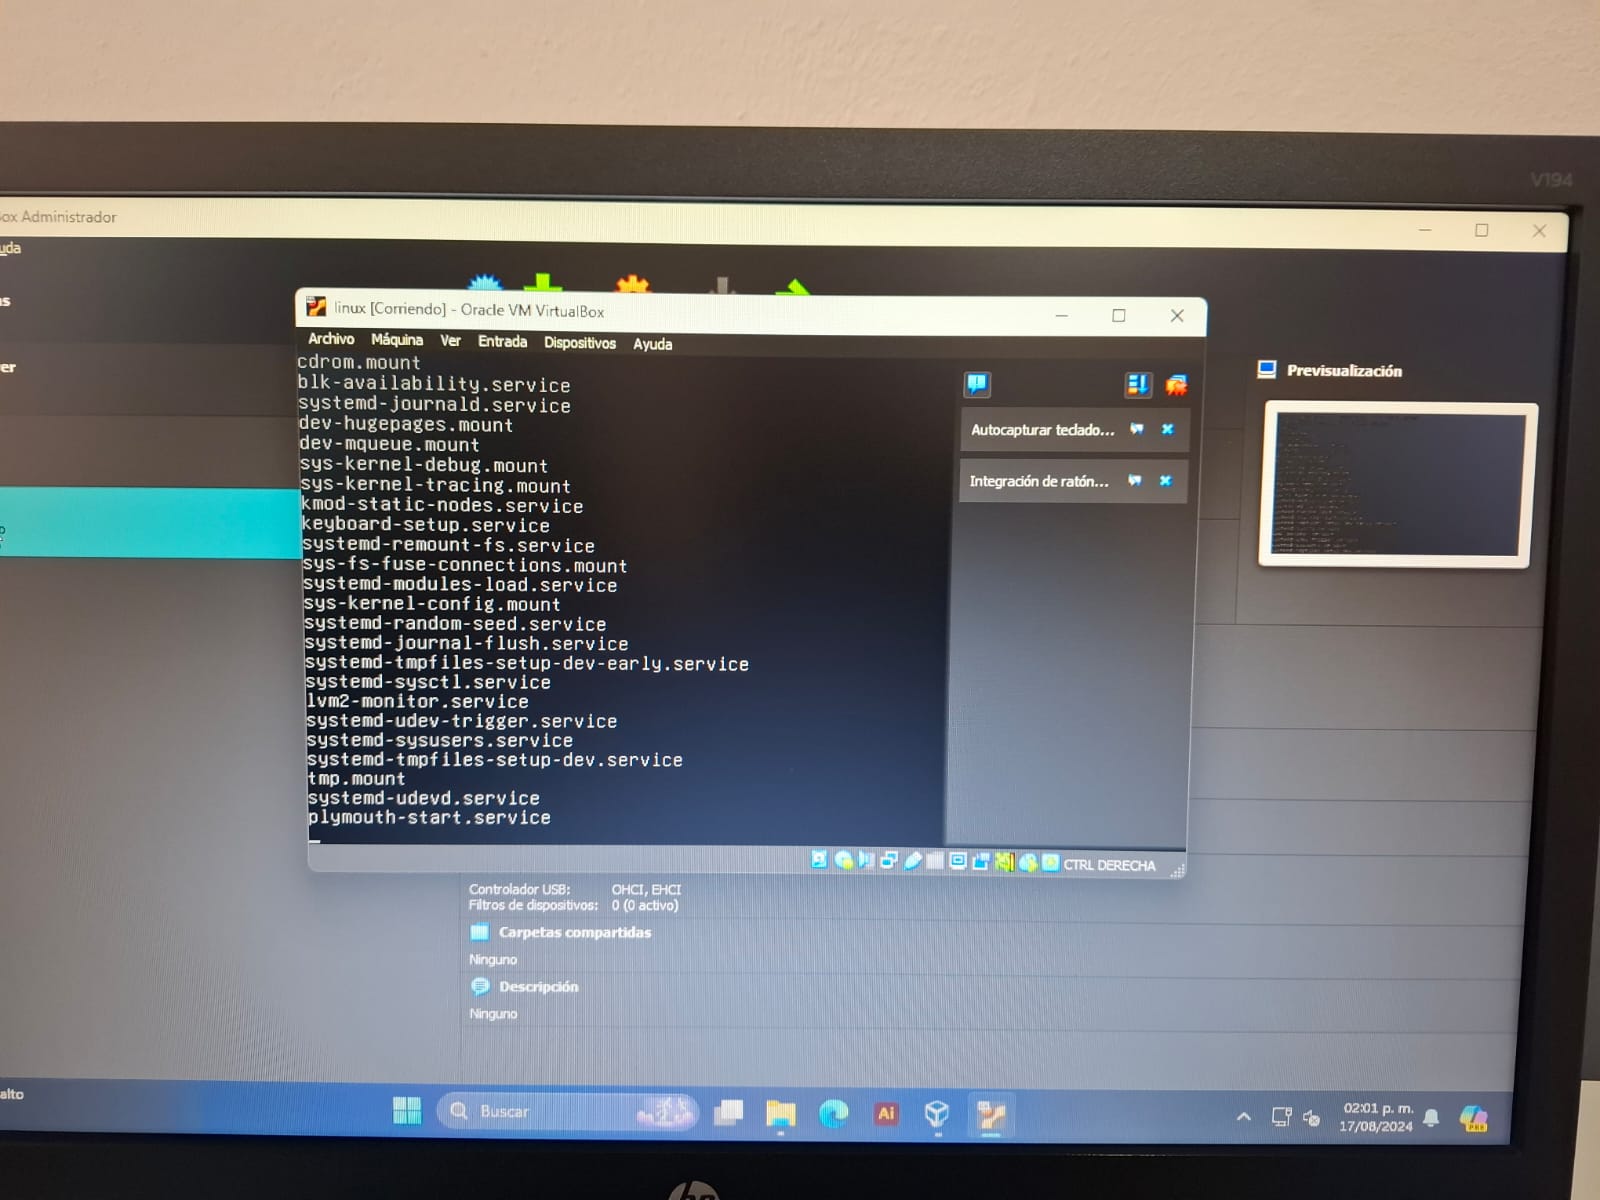 V194
ox Administrador
uda
s
er
linux [Corriendo] - Oracle VM VirtualBox
Archivo Máquina Ver Entrada Dispositivos Ayuda
cdrom.mount
blk-availability.service
systemd-journald.service
dev-hugepages.mount
dev-mqueue.mount
sys-kernel-debug.mount
sys-kernel-tracing.mount
kmod-static-nodes.service
keyboard-setup.service
systemd-remount-fs.service
sys-fs-fuse-connections.mount
systemd-modules-load.service
sys-kernel-config.mount
systemd-random-seed.service
systemd-journal-flush.service
systemd-tmpfiles-setup-dev-early.service
systemd-sysctl.service
lvm2-monitor.service
systemd-udev-trigger.service
systemd-sysusers.service
systemd-tmpfiles-setup-dev.service
tmp.mount
systemd-udevd.service
plymouth-start.service
Autocapturar teclado...
Integración de ratón...
CTRL DERECHA
Previsualización
Controlador USB: OHCI, EHCI
Filtros de dispositivos: 0 (0 activo)
Carpetas compartidas
Ninguno
Descripción
Ninguno
alto
Buscar
Ai
02:01 p. m.
17/08/2024
PRE
hp